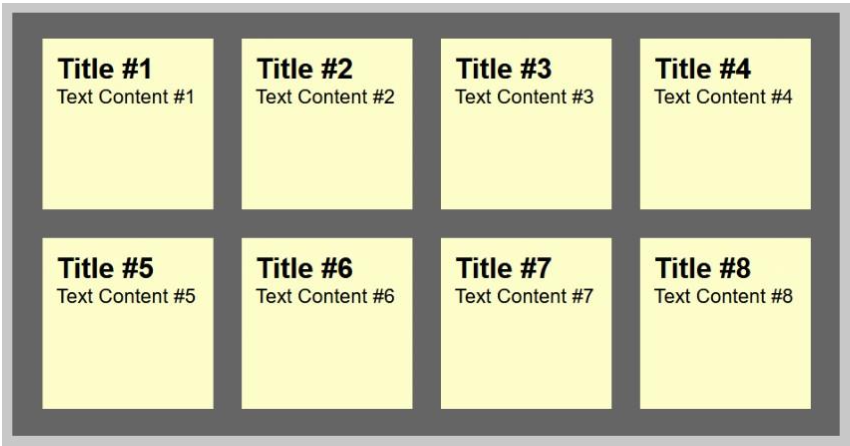 Title #1
Text Content #1
Title #2
Text Content #2
Title #3
Text Content #3
Title #4
Text Content #4
Title #5
Text Content #5
Title #6
Text Content #6
Title #7
Text Content #7
Title #8
Text Content #8